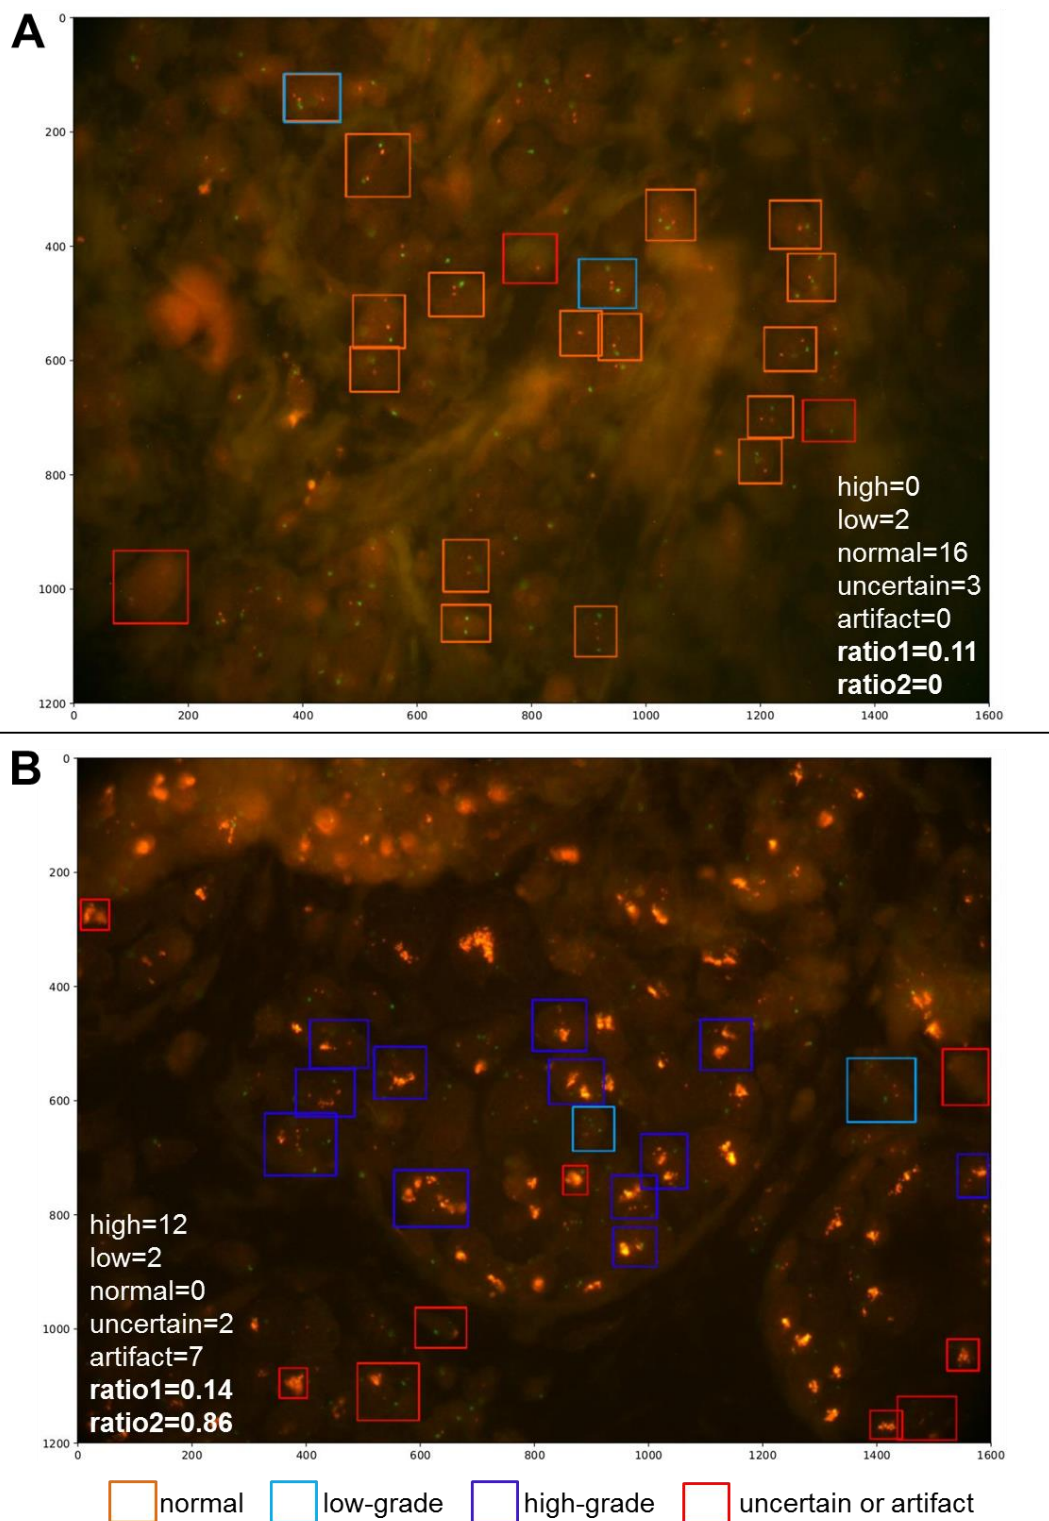 A
0
200
400
600
800
1000
1200
0 200 400 600 800 1000 1200 1400 1600
high=0
low=2
normal=16
uncertain=3
artifact=0
ratio1=0.11
ratio2=0
B
0
200
400
600
800
1000
1200
0 200 400 600 800 1000 1200 1400 1600
high=12
low=2
normal=0
uncertain=2
artifact=7
ratio1=0.14
ratio2=0.86
normal low-grade high-grade uncertain or artifact